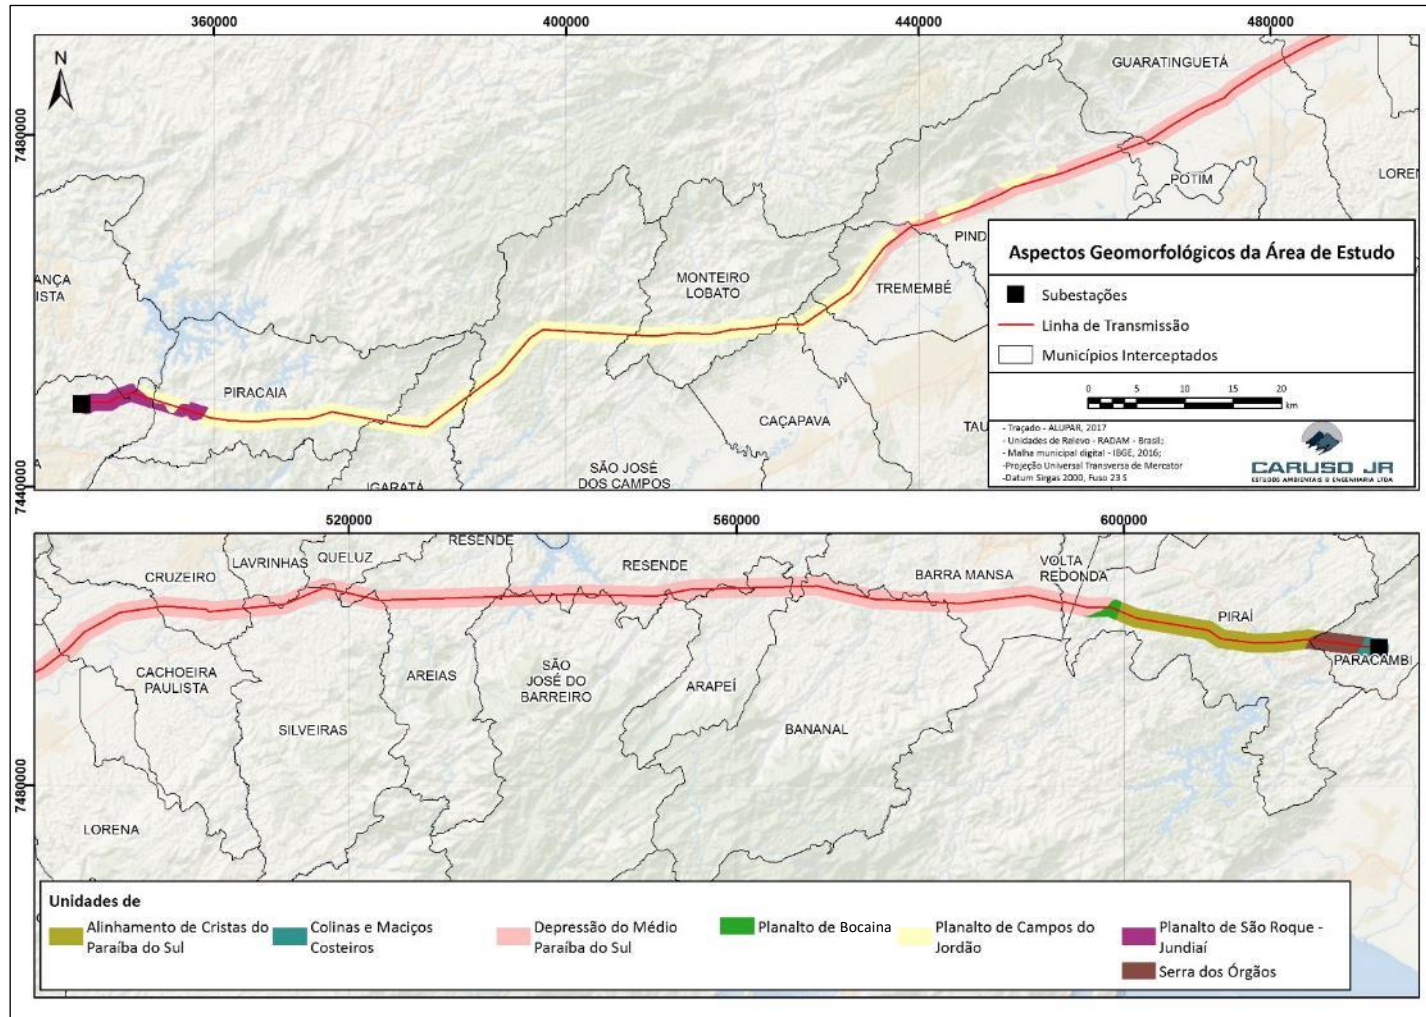 360000
400000
440000
480000
N
GUARATINGUETÁ
7480000
POTIM
LOREN
ANÇA
ISTA
MONTEIRO
LOBATO
PIND
TREMEMBÉ
PIRACAIA
CAÇAPAVA
TAU
SÃO JOSÉ
DOS CAMPOS
A
IGARATÁ
7440000
Aspectos Geomorfológicos da Área de Estudo
Subestações
Linha de Transmissão
Municípios Interceptados
0 5 10 15 20
km
- Traçado - ALUPAR, 2017
- Unidades de Relevo - RADAM - Brasil;
- Malha municipal digital - IBGE, 2016;
-Projeção Universal Transversa de Mercator
-Datum Sirgas 2000, Fuso 23 S
CARUSO JR
ESTUDOS AMBIENTAIS & ENGENHARIA LTDA
520000
560000
600000
RESENDE
LAVRINHAS
QUELUZ
CRUZEIRO
RESENDE
BARRA MANSA
VOLTA
REDONDA
PIRAÍ
PARACAMBI
CACHOEIRA
PAULISTA
AREIAS
SÃO
JOSÉ DO
BARREIRO
ARAPEÍ
SILVEIRAS
BANANAL
7480000
LORENA
Unidades de
Alinhamento de Cristas do
Paraíba do Sul
Colinas e Maciços
Costeiros
Depressão do Médio
Paraíba do Sul
Planalto de Bocaina
Planalto de Campos do
Jordão
Planalto de São Roque -
Jundiaí
Serra dos Órgãos